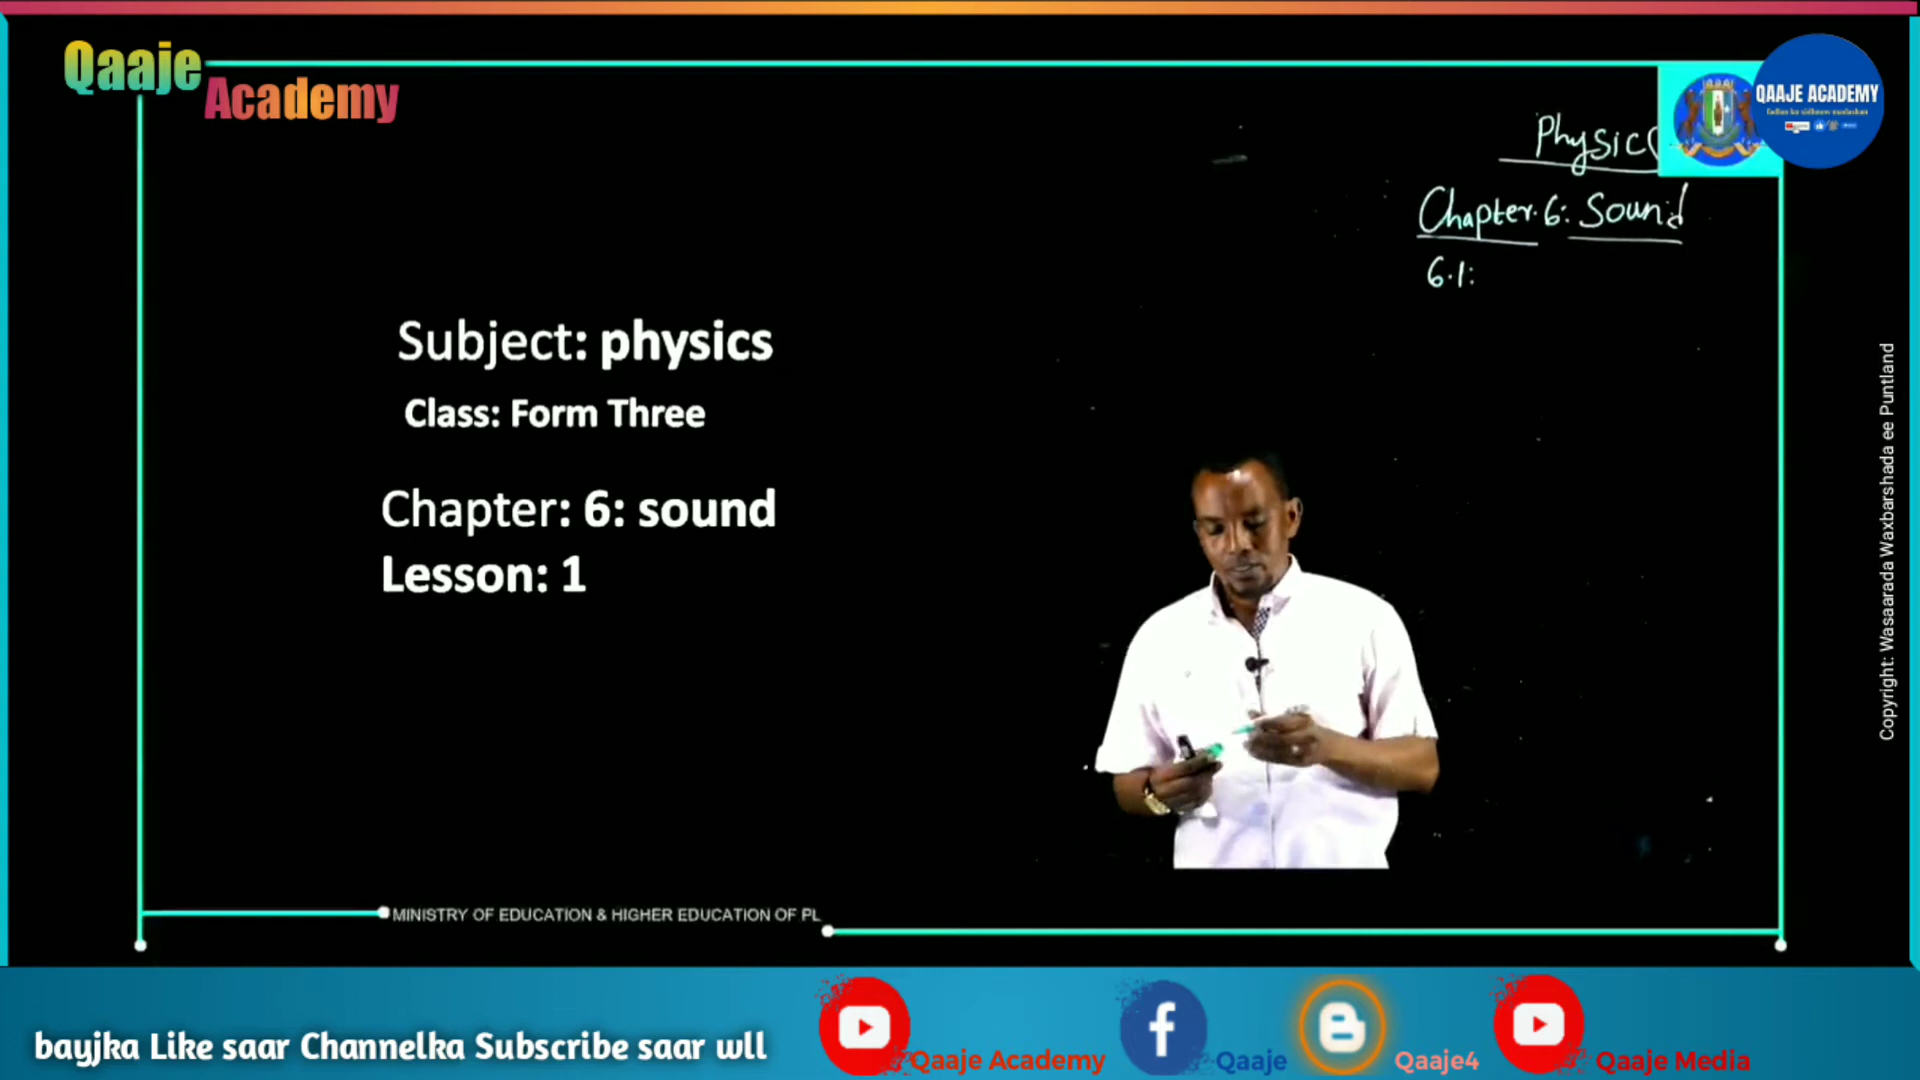 Qaaje
Academy
QAAJE ACADEMY
Physics
Chapter. 6: Sound
6.1:
Subject: physics
Class: Form Three
Chapter: 6: sound
Lesson: 1
Copyright: Wasaarada Waxbarshada ee Puntland
MINISTRY OF EDUCATION & HIGHER EDUCATION OF PL
bayjka Like saar Channelka Subscribe saar wll
Qaaje Academy
Qaaje
Qaaje4
Qaaje Media